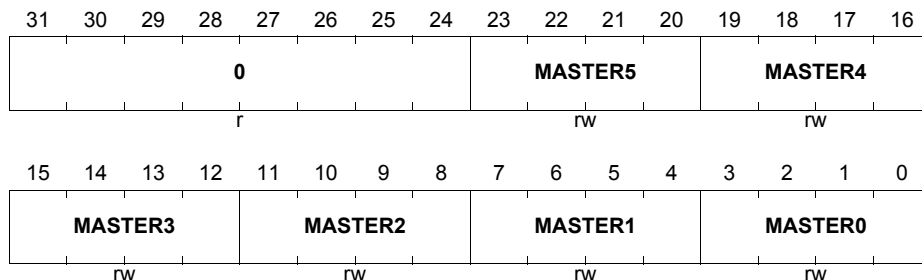 31 30 29 28 27 26 25 24 23 22 21 20 19 18 17 16
0 MASTER5 MASTER4
r rw rw
15 14 13 12 11 10 9 8 7 6 5 4 3 2 1 0
MASTER3 MASTER2 MASTER1 MASTER0
rw rw rw rw